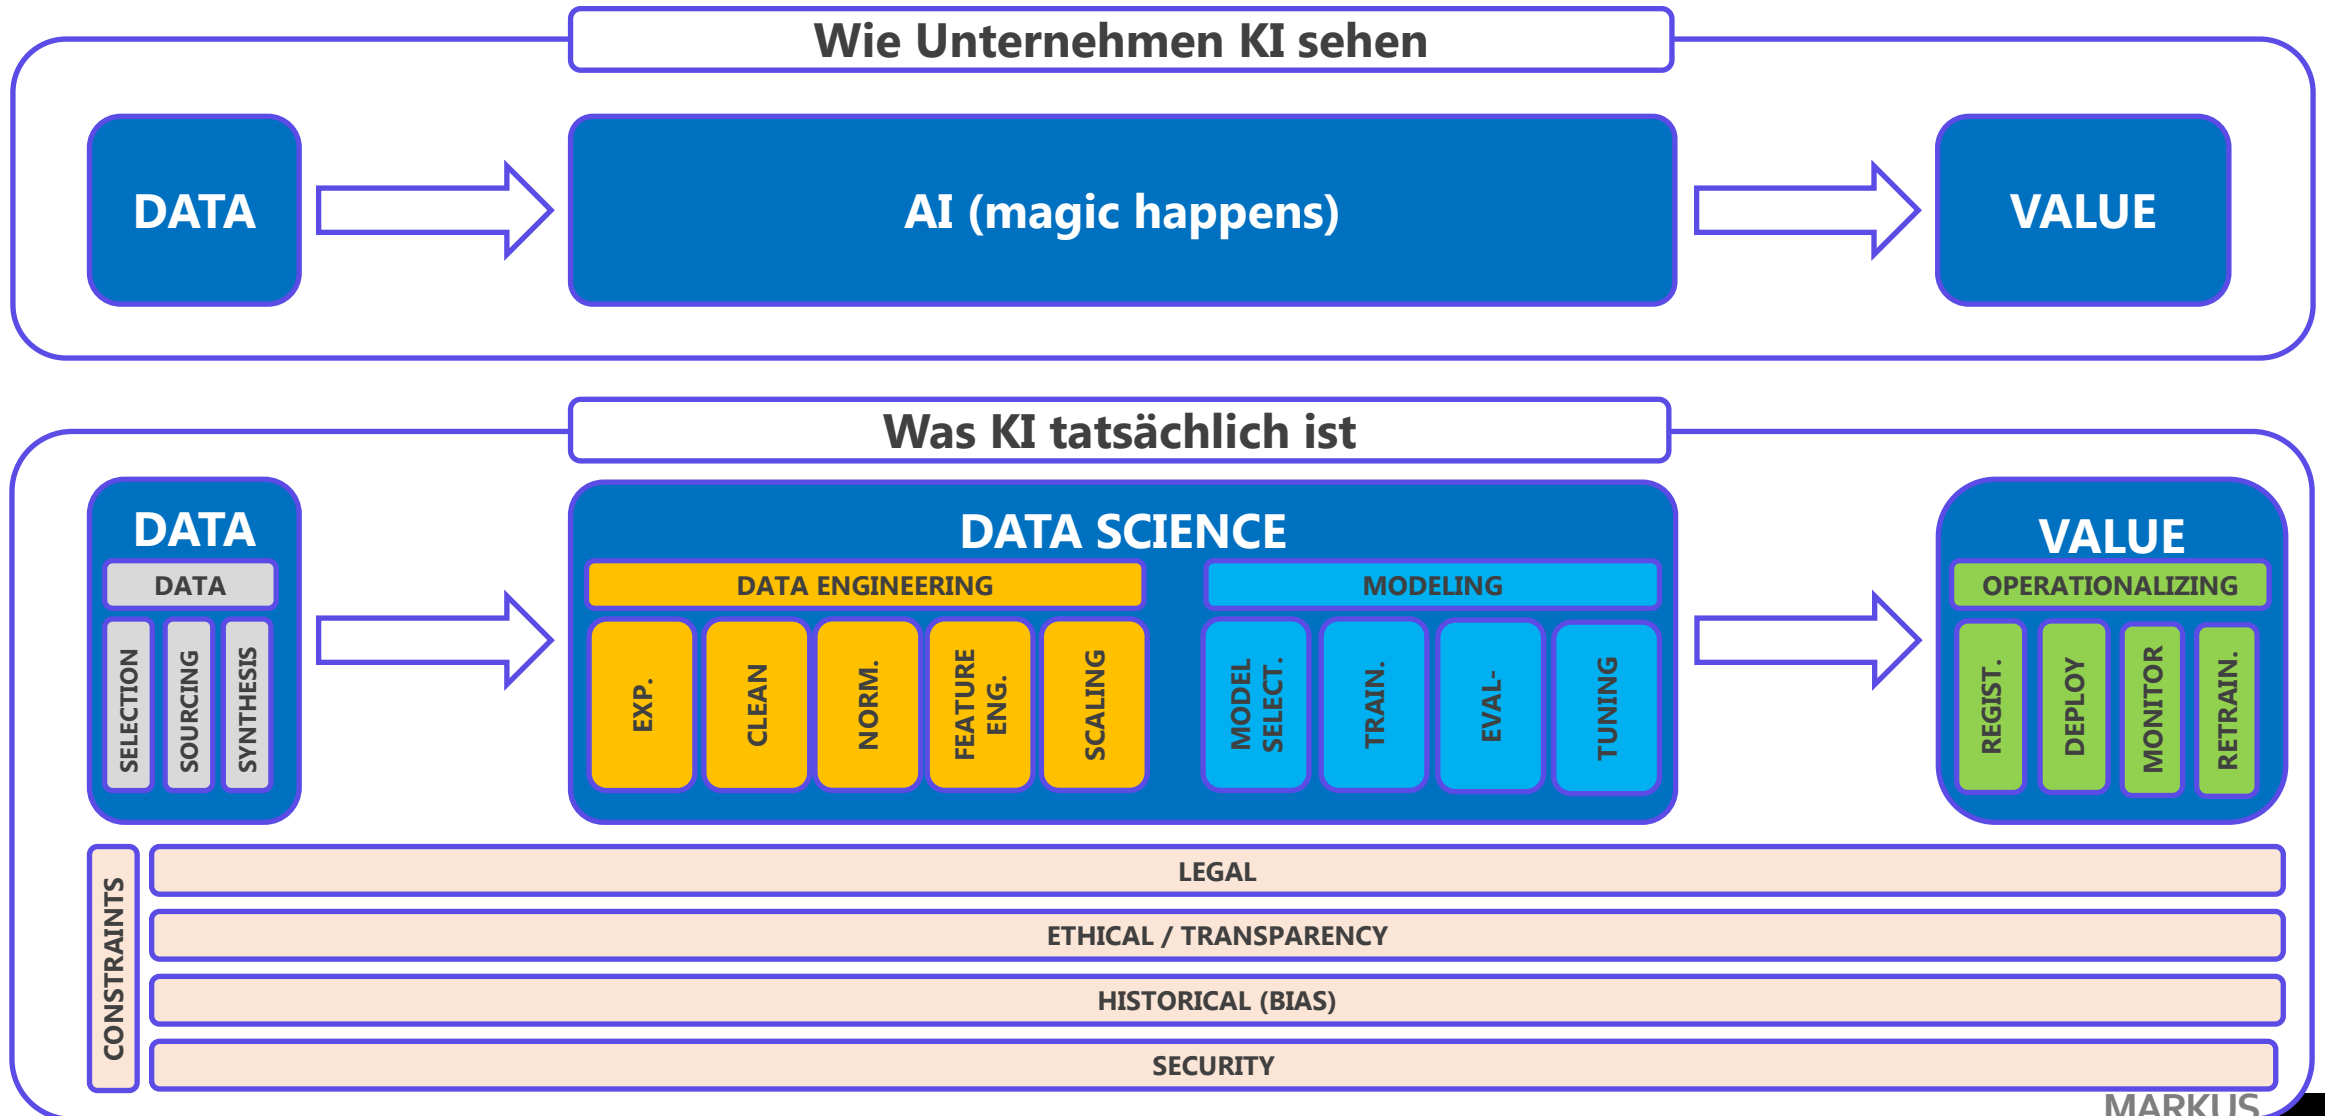 Wie Unternehmen KI sehen
DATA
AI (magic happens)
VALUE
Was KI tatsächlich ist
DATA
DATA
SELECTION
SOURCING
SYNTHESIS
DATA SCIENCE
DATA ENGINEERING
EXP.
CLEAN
NORM.
FEATURE
ENG.
SCALING
MODELING
MODEL
SELECT.
TRAIN.
EVAL-
TUNING
VALUE
OPERATIONALIZING
REGIST.
DEPLOY
MONITOR
RETRAIN.
CONSTRAINTS
LEGAL
ETHICAL / TRANSPARENCY
HISTORICAL (BIAS)
SECURITY
MARKUS